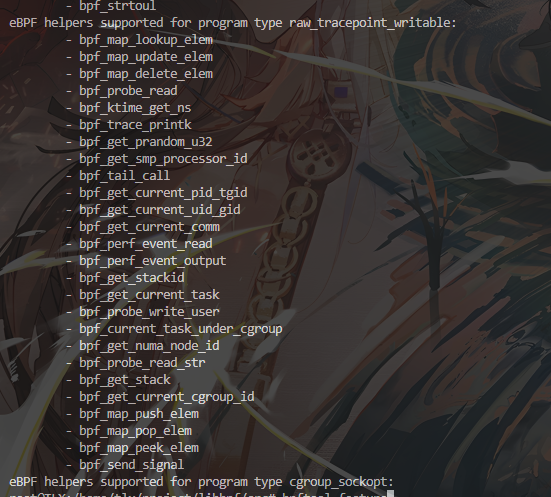 - bpf_strtoul
eBPF helpers supported for program type raw_tracepoint_writable:
- bpf_map_lookup_elem
- bpf_map_update_elem
- bpf_map_delete_elem
- bpf_probe_read
- bpf_ktime_get_ns
- bpf_trace_printk
- bpf_get_prandom_u32
- bpf_get_smp_processor_id
- bpf_tail_call
- bpf_get_current_pid_tgid
- bpf_get_current_uid_gid
- bpf_get_current_comm
- bpf_perf_event_read
- bpf_perf_event_output
- bpf_get_stackid
- bpf_get_current_task
- bpf_probe_write_user
- bpf_current_task_under_cgroup
- bpf_get_numa_node_id
- bpf_probe_read_str
- bpf_get_stack
- bpf_get_current_cgroup_id
- bpf_map_push_elem
- bpf_map_pop_elem
- bpf_map_peek_elem
- bpf_send_signal
eBPF helpers supported for program type cgroup_sockopt: